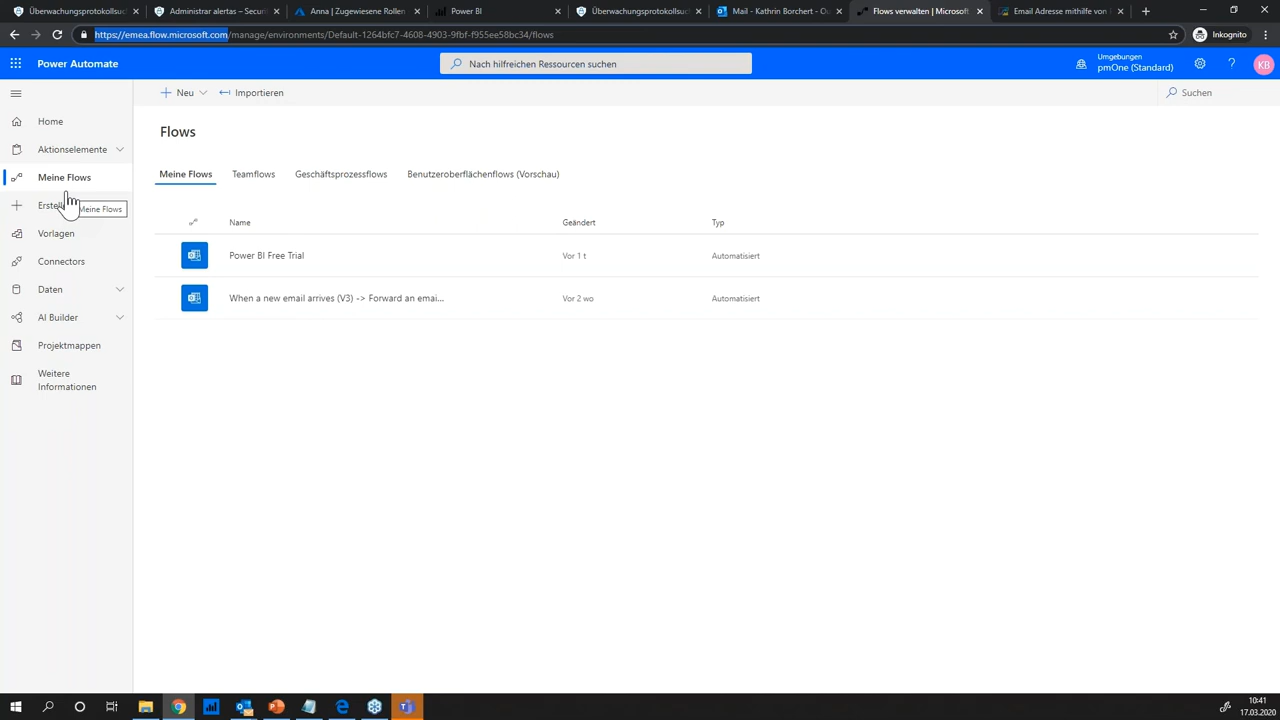 Überwachungsprotokollsuch
Administrar alertas – Securi
Anna | Zugewiesene Rollen
Power BI
Überwachungsprotokollsuc
Mail - Kathrin Borchert - O
Flows verwalten | Microsoft
Email Adresse mithilfe von
https://emea.flow.microsoft.com/manage/environments/Default-1264bfc7-4608-4903-9fbf-f955ee58bc34/flows
Inkognito
Power Automate
Nach hilfreichen Ressourcen suchen
Umgebungen
pmOne (Standard)
?
KB
Neu
Importieren
Suchen
Home
Aktionselemente
Meine Flows
Erstell
Meine Flows
Vorlagen
Connectors
Daten
AI Builder
Projektmappen
Weitere
Informationen
Flows
Meine Flows
Teamflows
Geschäftsprozessflows
Benutzeroberflächenflows (Vorschau)
Name
Geändert
Typ
Power BI Free Trial
Vor 1 t
Automatisiert
When a new email arrives (V3) -> Forward an emai...
Vor 2 wo
Automatisiert
10:41
17.03.2020